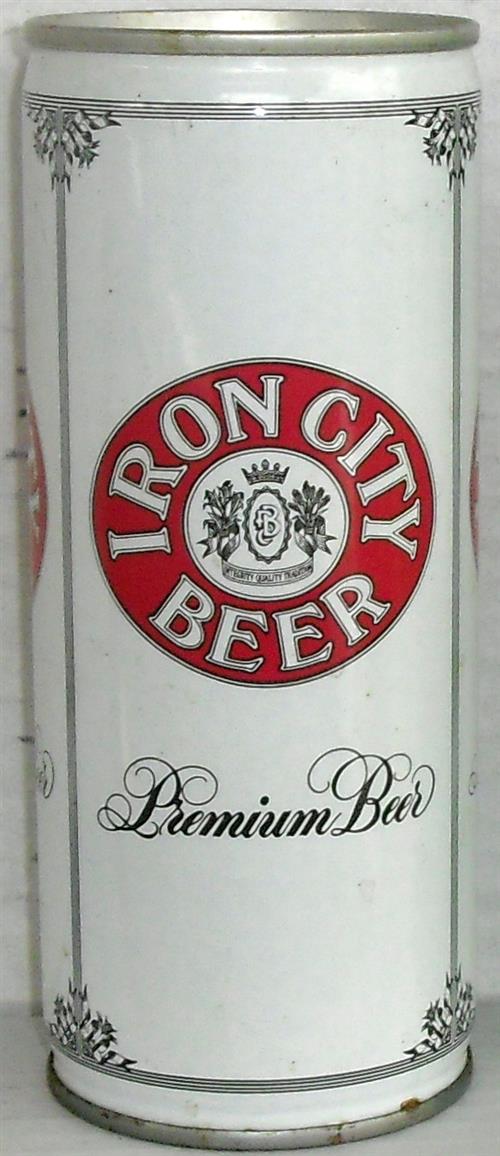 IRON CITY
BEER
INTEGRITY QUALITY TRADITION
Premium Beer